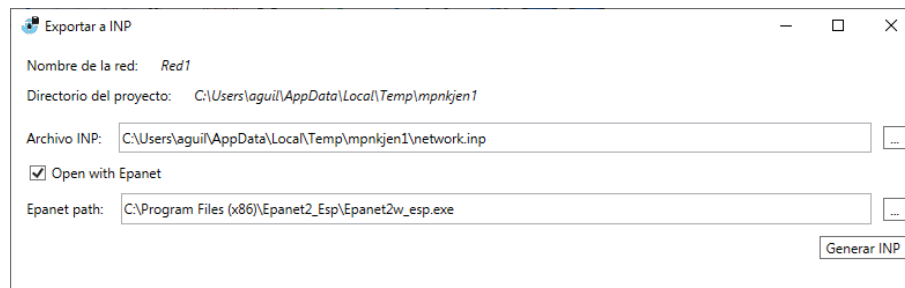 Exportar a INP
Nombre de la red: Red1
Directorio del proyecto: C:\Users\aguil\AppData\Local\Temp\mpnkjen1
Archivo INP: C:\Users\aguil\AppData\Local\Temp\mpnkjen1\network.inp ...
Open with Epanet
Epanet path: C:\Program Files (x86)\Epanet2_Esp\Epanet2w_esp.exe ...
Generar INP